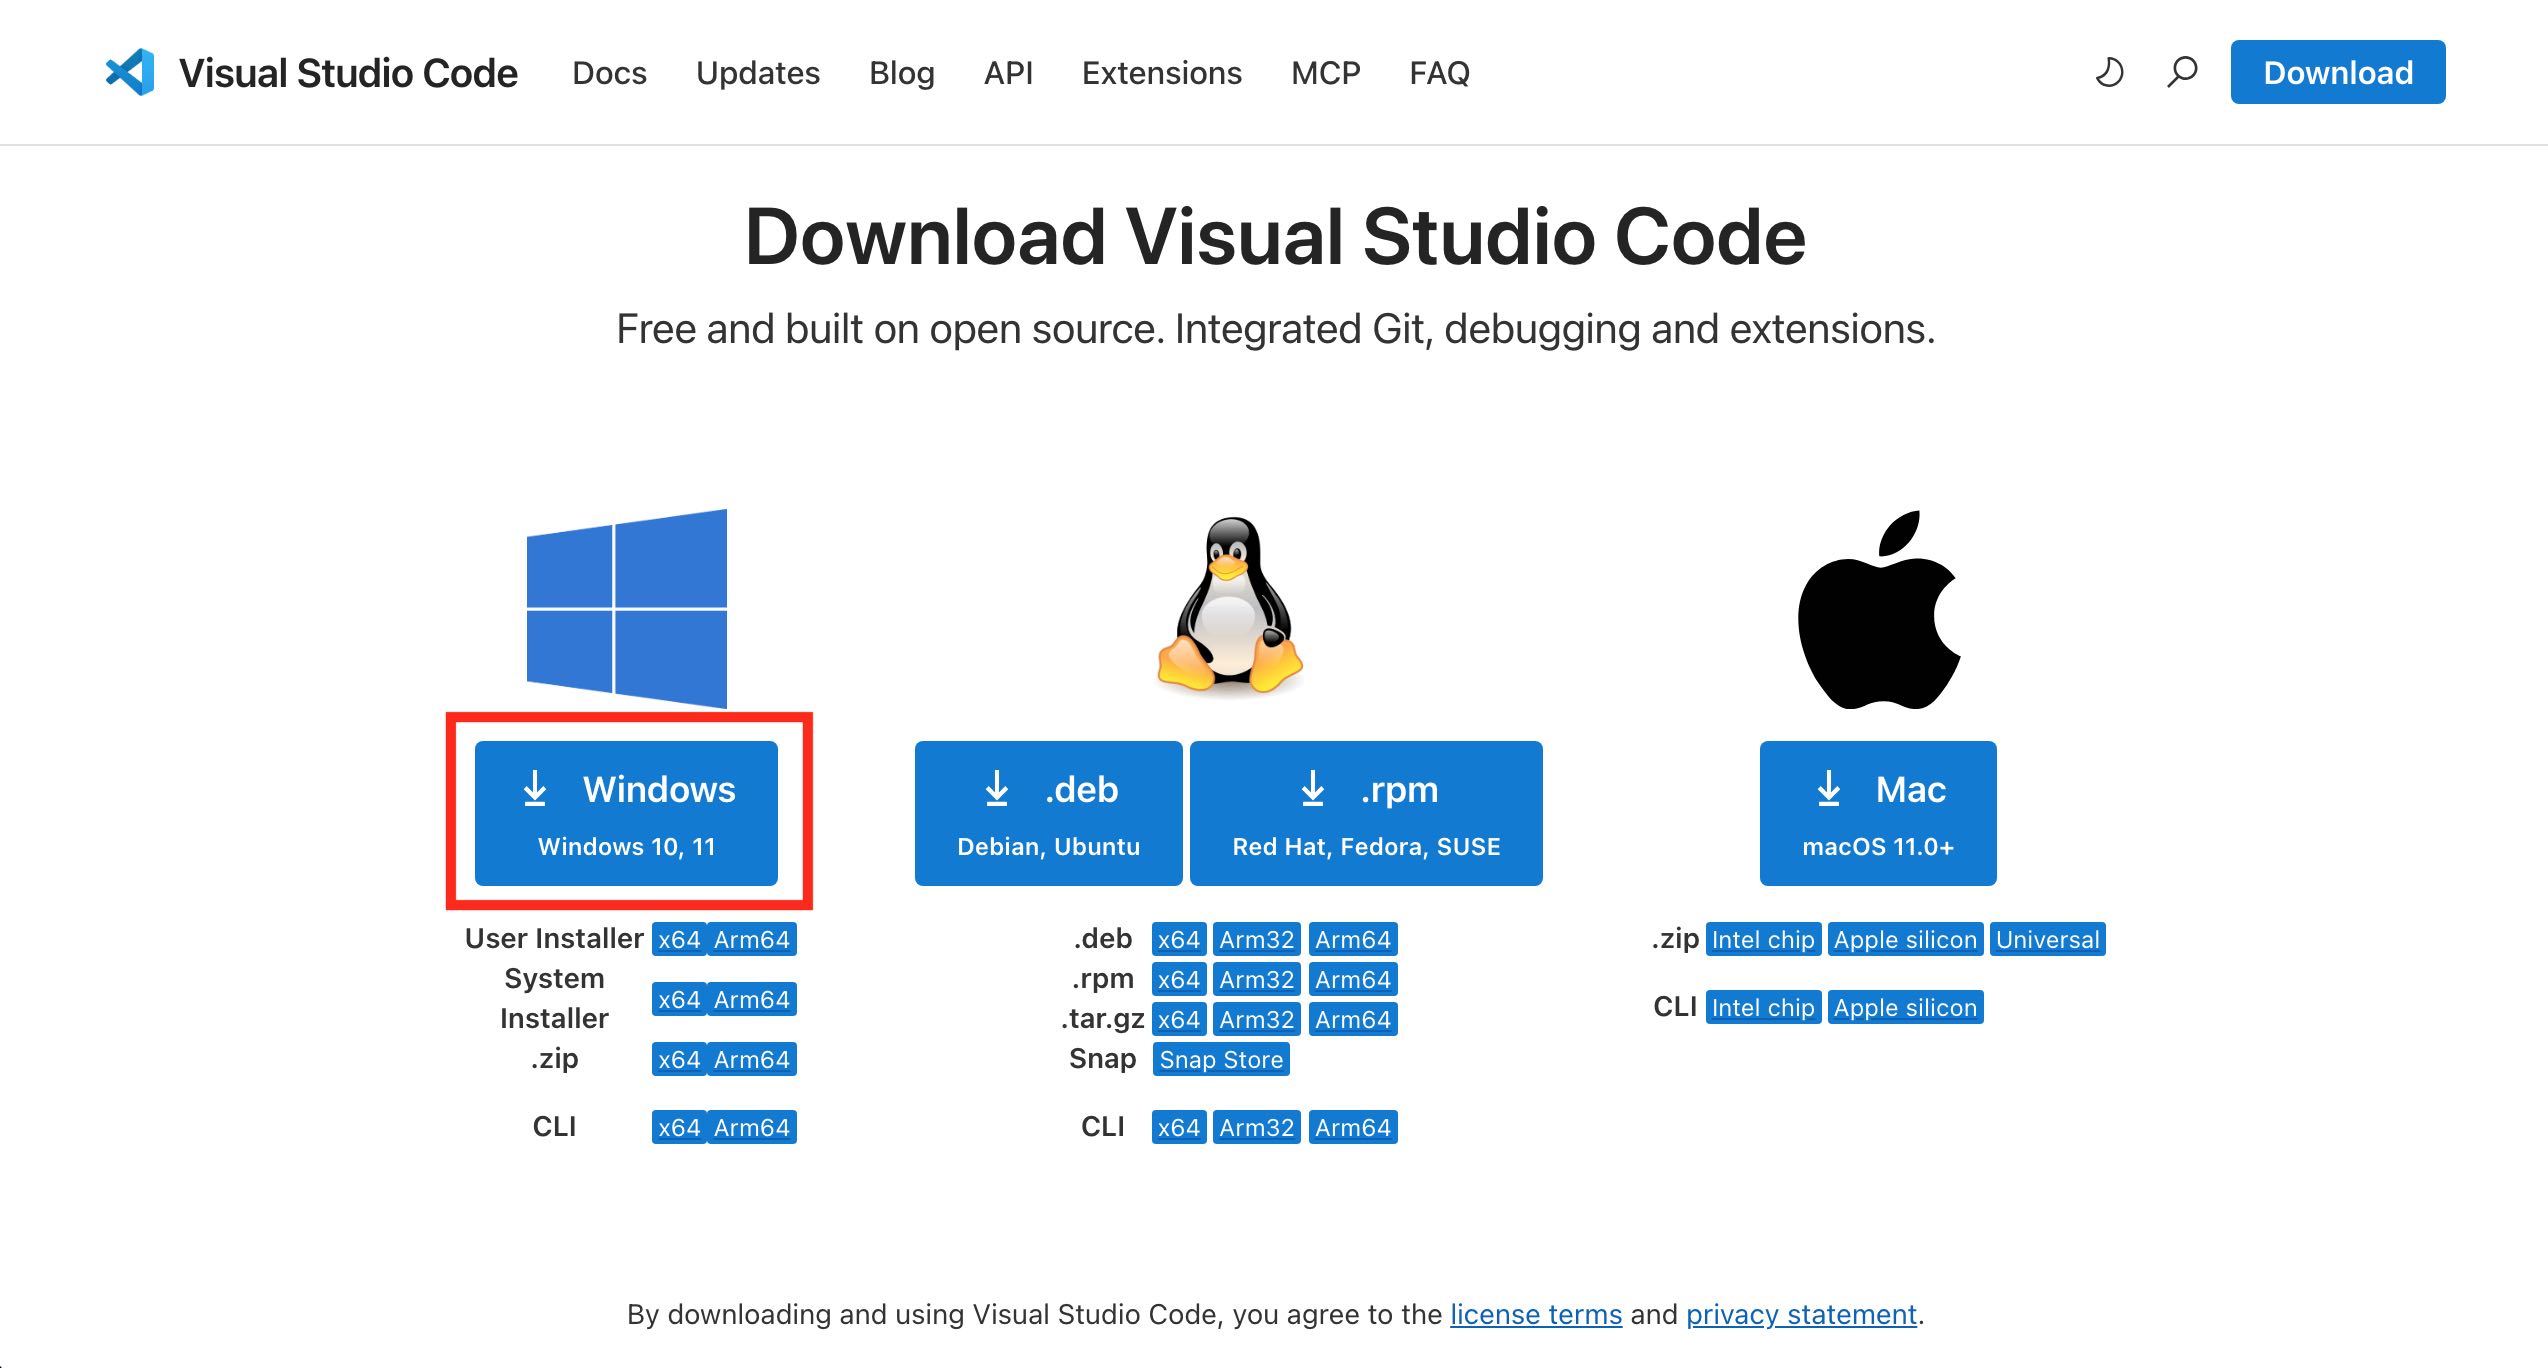 Visual Studio Code Docs Updates Blog API Extensions MCP FAQ Download
Download Visual Studio Code
Free and built on open source. Integrated Git, debugging and extensions.
Windows
Windows 10, 11
User Installer x64 Arm64
System
Installer
x64 Arm64
.zip x64 Arm64
CLI x64 Arm64
.deb
Debian, Ubuntu
.rpm
Red Hat, Fedora, SUSE
.deb x64 Arm32 Arm64
.rpm x64 Arm32 Arm64
.tar.gz x64 Arm32 Arm64
Snap Snap Store
CLI x64 Arm32 Arm64
Mac
macOS 11.0+
.zip Intel chip Apple silicon Universal
CLI Intel chip Apple silicon
By downloading and using Visual Studio Code, you agree to the license terms and privacy statement.